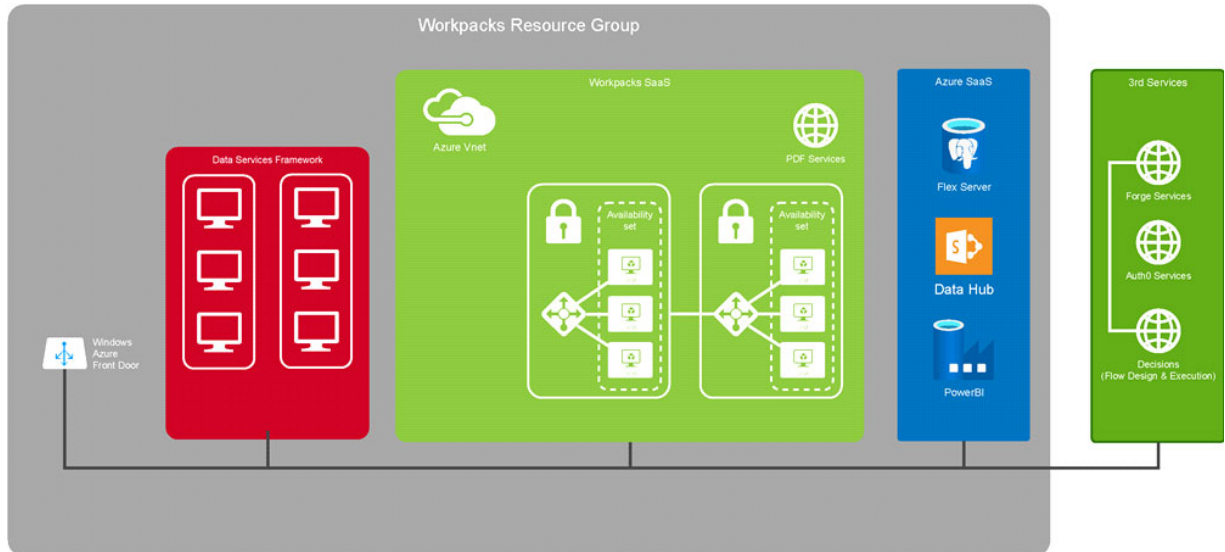 Workpacks Resource Group
Windows
Azure
Front Door
Data Services Framework
Workpacks SaaS
Azure Vnet
PDF Services
Availability
set
Availability
set
Azure SaaS
Flex Server
S
Data Hub
PowerBI
3rd Services
Forge Services
Auth0 Services
Decisions
(Flow Design & Execution)